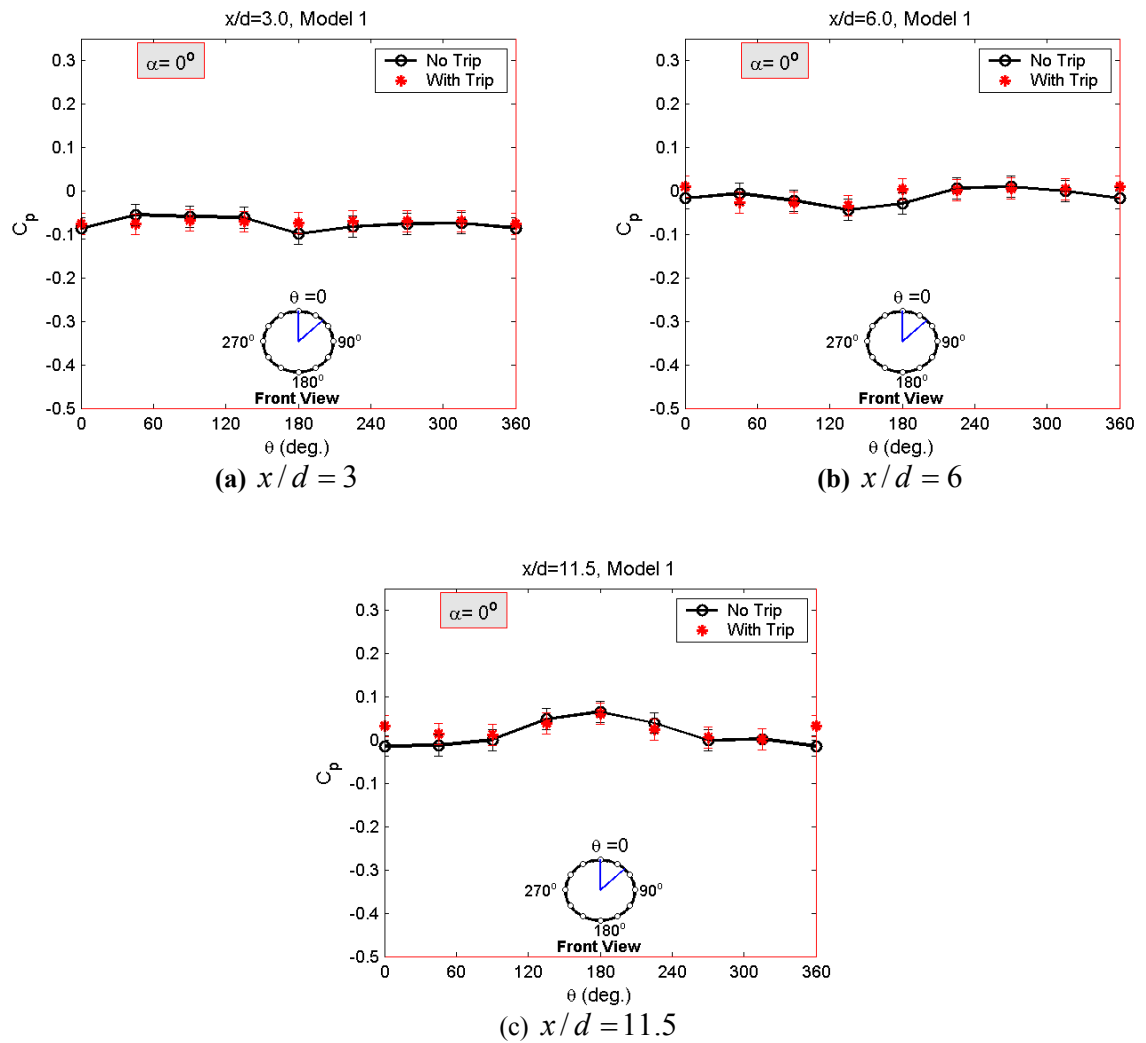 x/d=3.0, Model 1
α= 0°
No Trip
With Trip
0.3
0.2
0.1
0
-0.1
-0.2
-0.3
-0.4
-0.5
Cp
θ =0
270°
90°
180°
Front View
0
60
120
180
240
300
360
θ (deg.)
(a) x/d = 3
x/d=6.0, Model 1
α= 0°
No Trip
With Trip
0.3
0.2
0.1
0
-0.1
-0.2
-0.3
-0.4
-0.5
Cp
θ =0
270°
90°
180°
Front View
0
60
120
180
240
300
360
θ (deg.)
(b) x/d = 6
x/d=11.5, Model 1
α= 0°
No Trip
With Trip
0.3
0.2
0.1
0
-0.1
-0.2
-0.3
-0.4
-0.5
Cp
θ =0
270°
90°
180°
Front View
0
60
120
180
240
300
360
θ (deg.)
(c) x/d =11.5